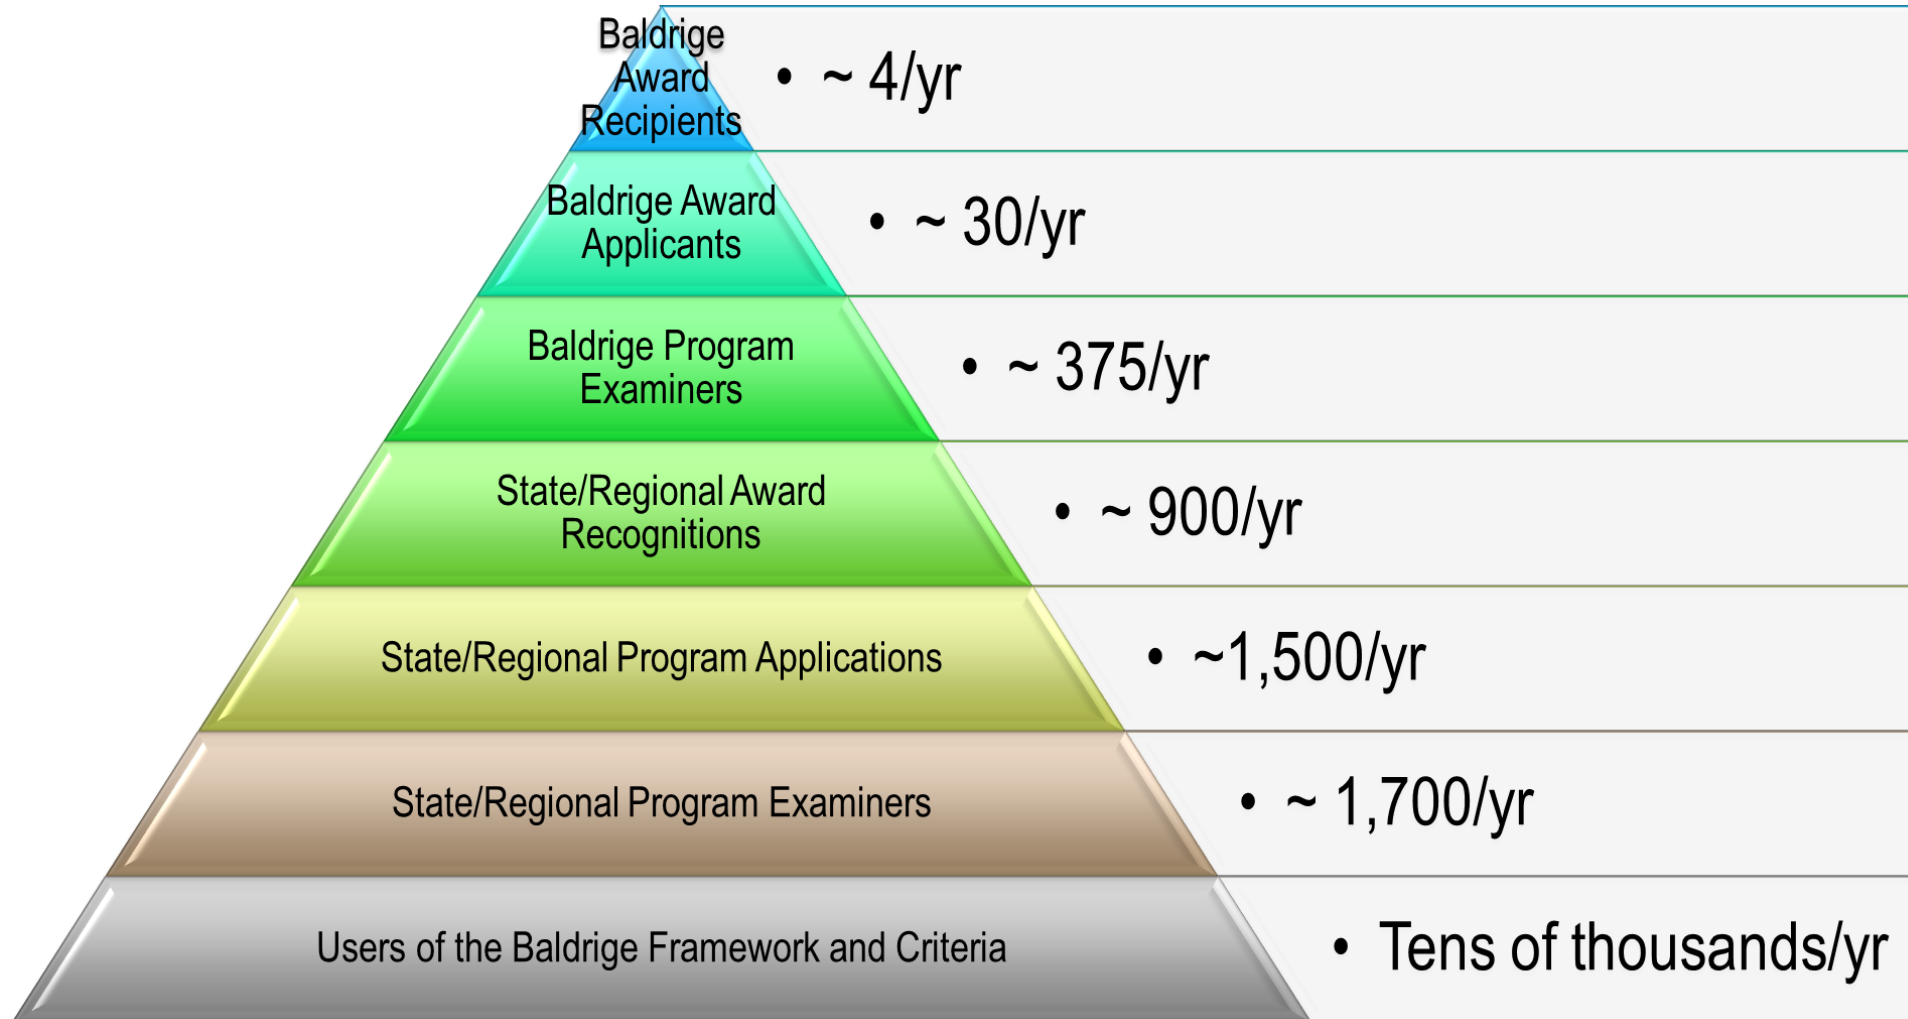 Baldrige
Award
Recipients
• ~ 4/yr
Baldrige Award
Applicants
• ~ 30/yr
Baldrige Program
Examiners
• ~ 375/yr
State/Regional Award
Recognitions
• ~ 900/yr
State/Regional Program Applications
• ~1,500/yr
State/Regional Program Examiners
• ~ 1,700/yr
Users of the Baldrige Framework and Criteria
• Tens of thousands/yr